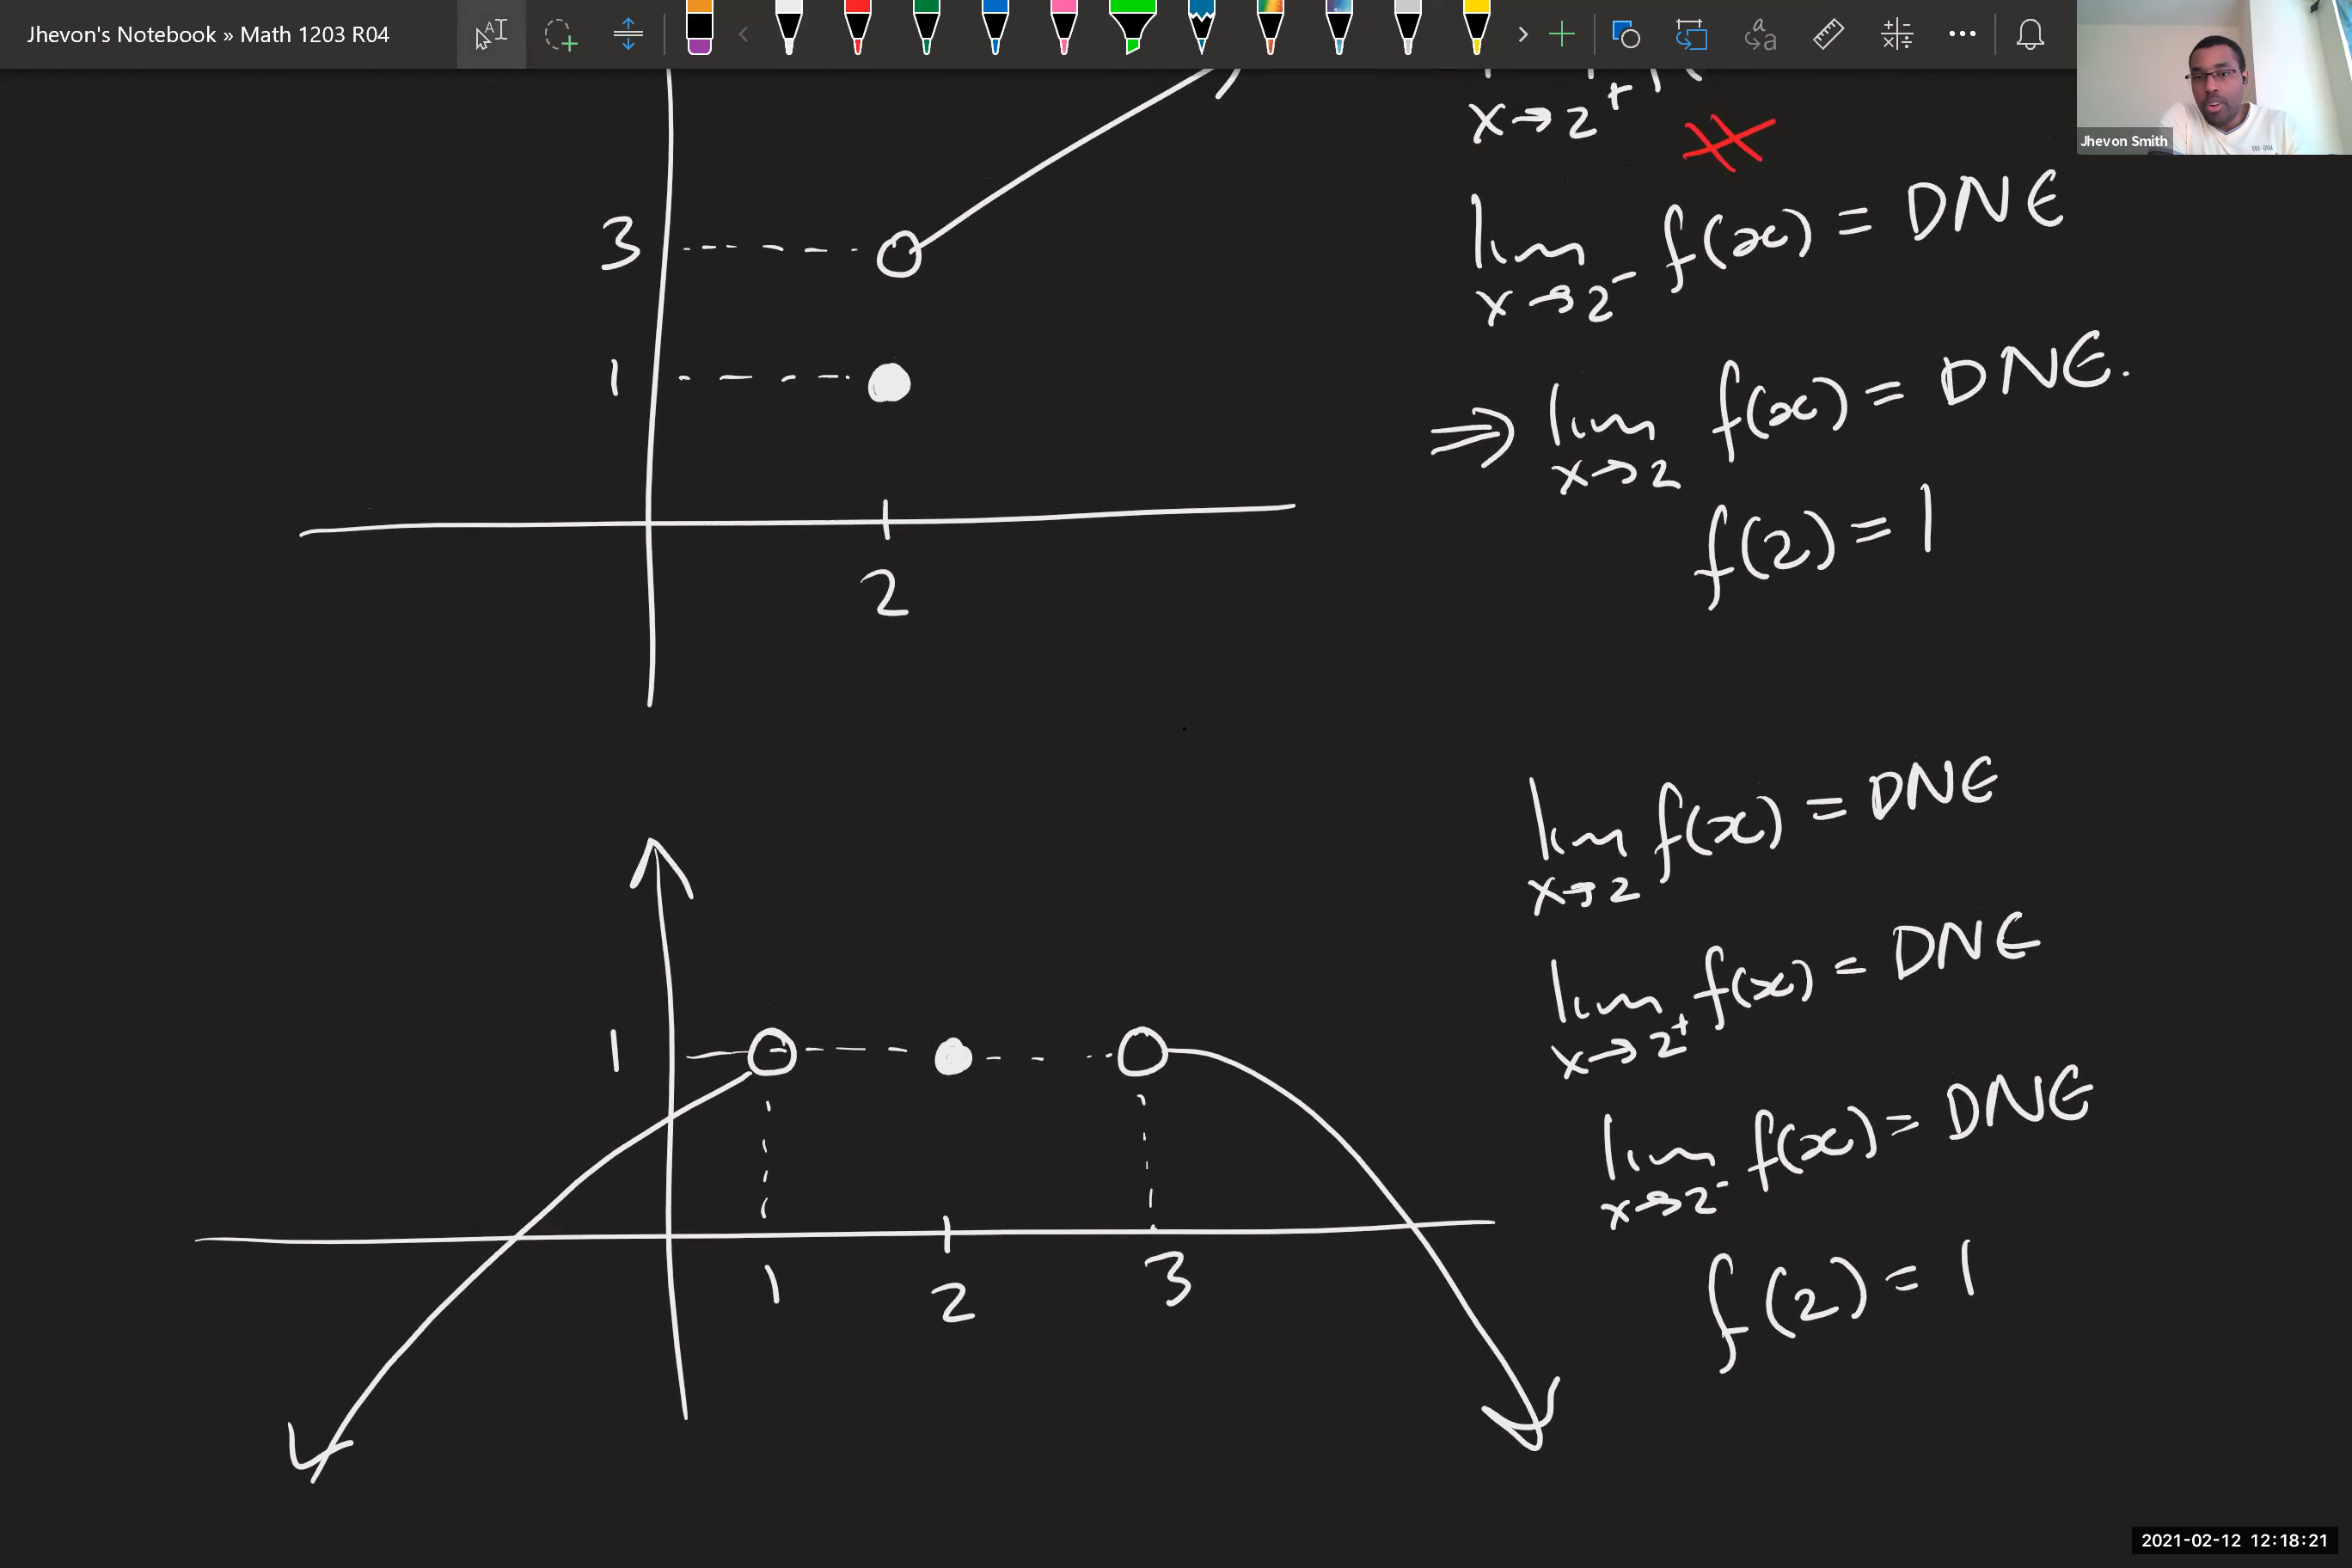 Jhevon's Notebook » Math 1203 R04
Jhevon Smith
x→2⁺
3
lim f(x) = DNE
x→2⁻
1
⇒ lim f(x) = DNE.
x→2
f(2) = 1
2
lim f(x) = DNE
x→2
lim f(x) = DNE
x→2⁺
1
lim f(x) = DNE
x→2⁻
1 2 3
f(2) = 1
2021-02-12 12:18:21